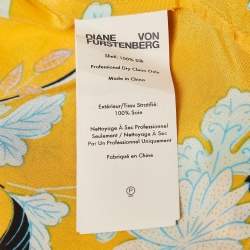 DIANE VON
FURSTENBERG
Shell: 100% Silk
Professional Dry Clean Only
Made in China
Extérieur/Tissu Stratifié:
100% Soie
Nettoyage À Sec Professionnel
Seulement / Nettoyage À Sec
Par Un Professionnel Uniquement
Fabriqué en Chine
P